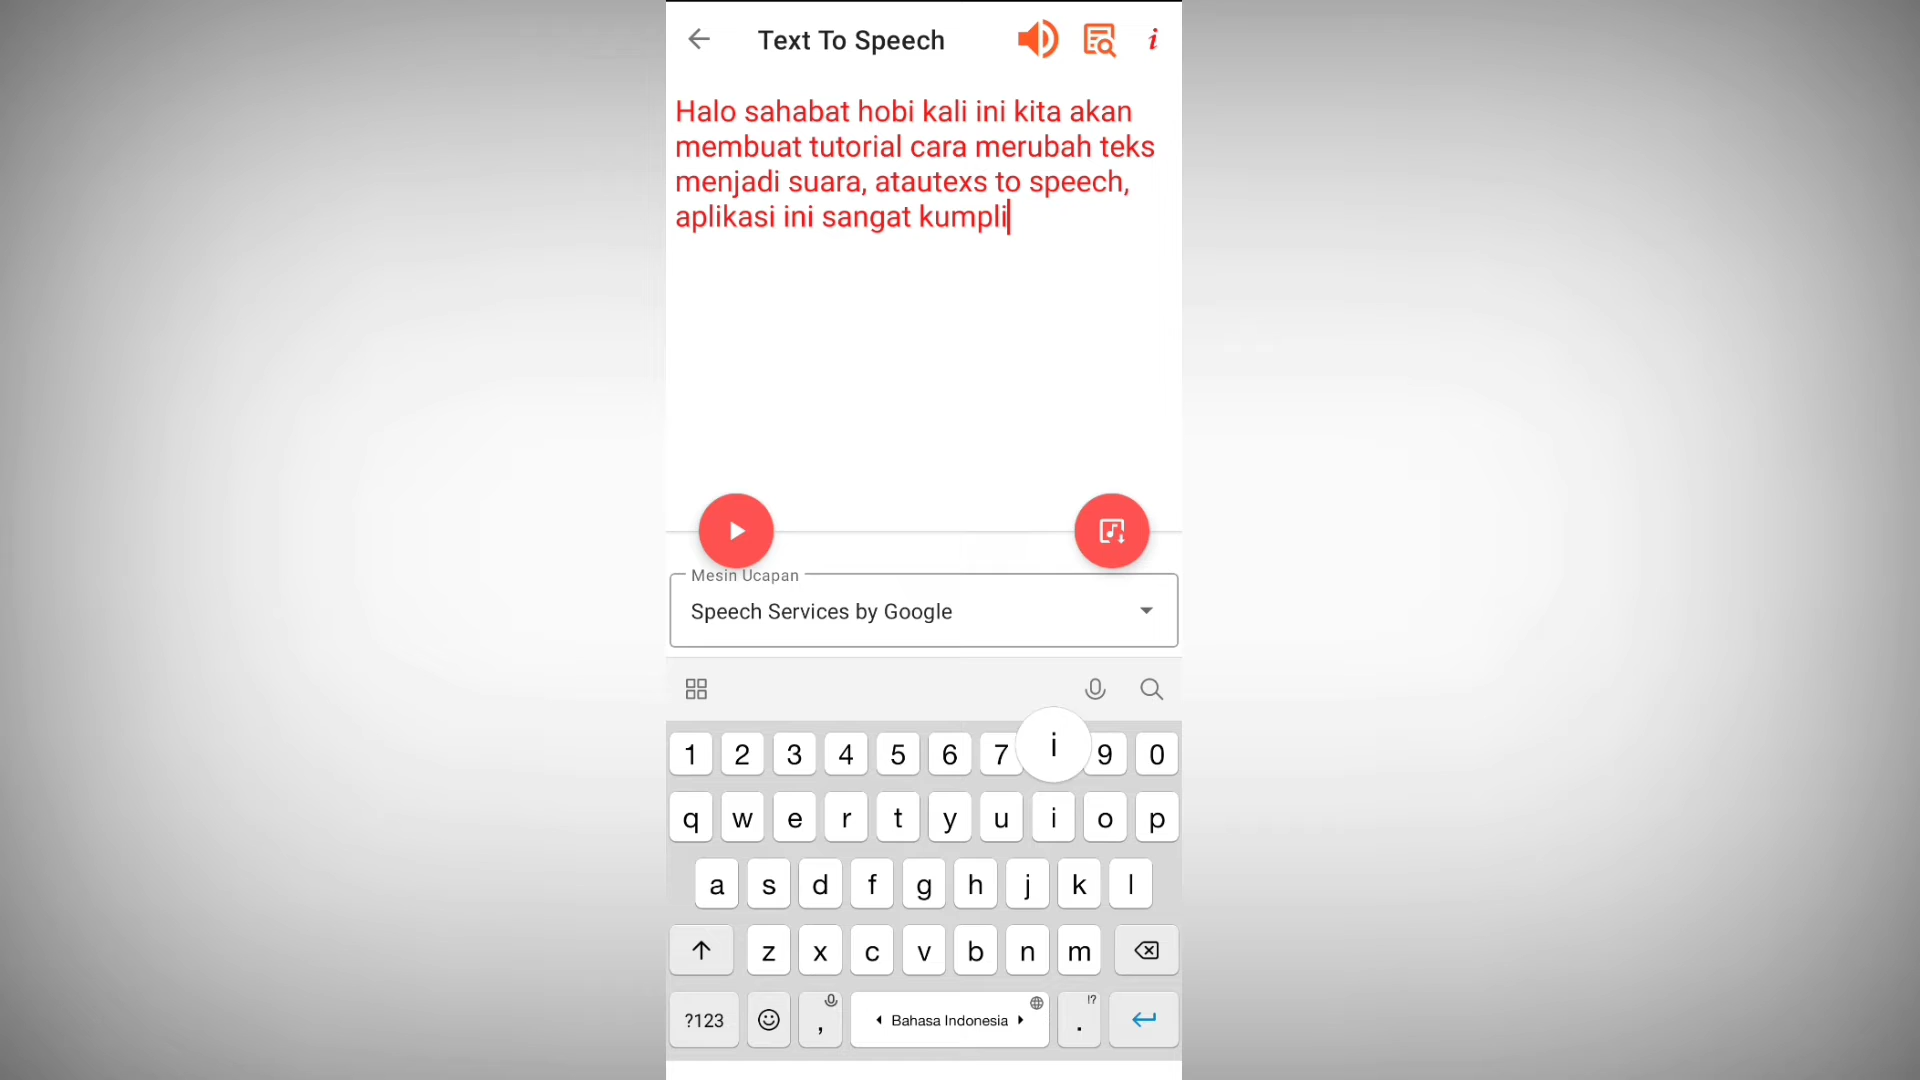 Text To Speech
Halo sahabat hobi kali ini kita akan
membuat tutorial cara merubah teks
menjadi suara, atautexs to speech,
aplikasi ini sangat kumpli
Mesin Ucapan
Speech Services by Google
i
1 2 3 4 5 6 7 9 0
q w e r t y u i o p
a s d f g h j k l
z x c v b n m
?123 , Bahasa Indonesia . !?